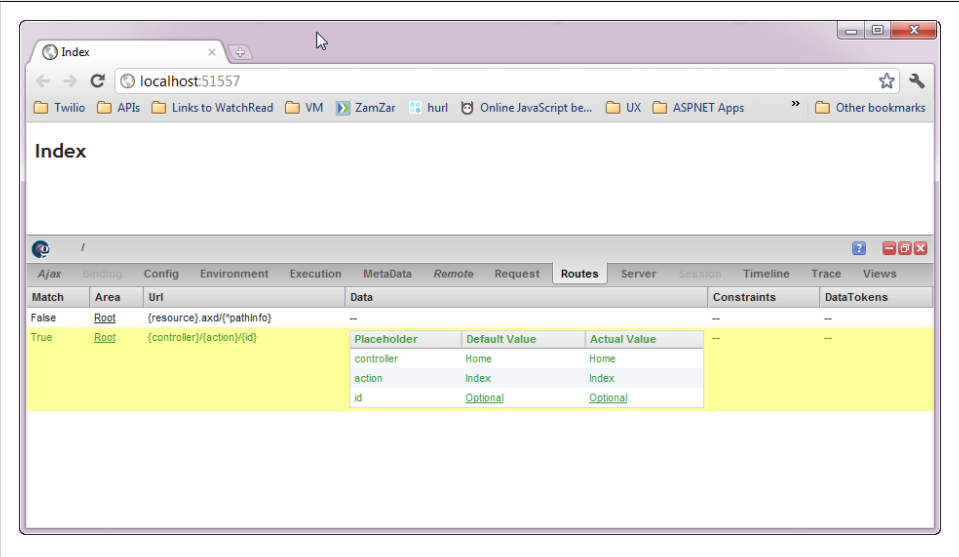 Index
localhost:51557
Twilio APIs Links to WatchRead VM ZamZar hurl Online JavaScript be... UX ASPNET Apps » Other bookmarks
Index
/
Ajax Binding Config Environment Execution MetaData Remote Request Routes Server Session Timeline Trace Views
Match Area Url Data Constraints DataTokens
False Root {resource}.axd/{*pathInfo} -- -- --
True Root {controller}/{action}/{id} Placeholder Default Value Actual Value -- --
controller Home Home
action Index Index
id Optional Optional